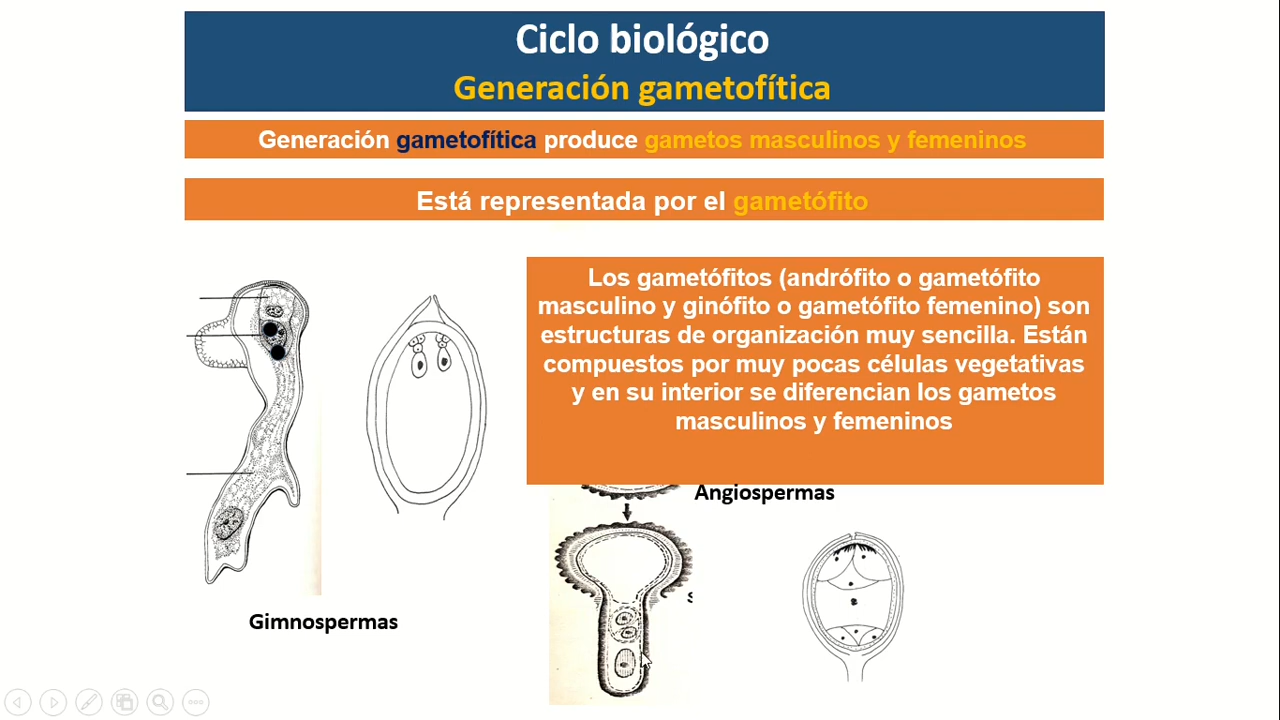 Ciclo biológico
Generación gametofítica
Generación gametofítica produce gametos masculinos y femeninos
Está representada por el gametófito
Los gametófitos (andrófito o gametófito
masculino y ginófito o gametófito femenino) son
estructuras de organización muy sencilla. Están
compuestos por muy pocas células vegetativas
y en su interior se diferencian los gametos
masculinos y femeninos
Angiospermas
Gimnospermas